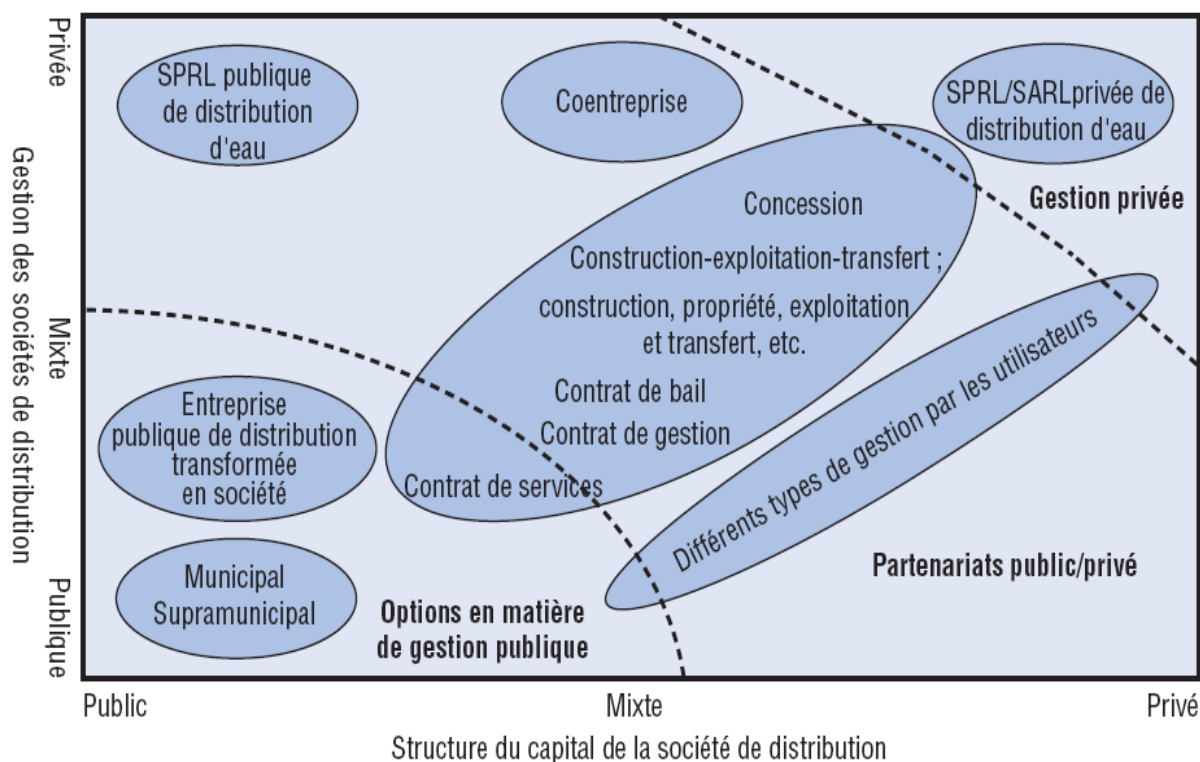 Privée
Mixte
Publique
Gestion des sociétés de distribution
SPRL publique
de distribution
d'eau
Coentreprise
SPRL/SARLprivée de
distribution d'eau
Gestion privée
Concession
Construction-exploitation-transfert ;
construction, propriété, exploitation
et transfert, etc.
Contrat de bail
Contrat de gestion
Contrat de services
Entreprise
publique de distribution
transformée
en société
Différents types de gestion par les utilisateurs
Municipal
Supramunicipal
Options en matière
de gestion publique
Partenariats public/privé
Public
Mixte
Privé
Structure du capital de la société de distribution